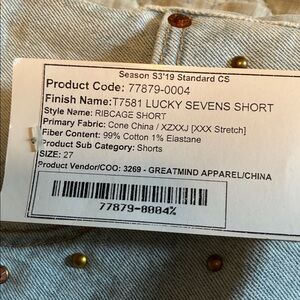 Season S3'19 Standard CS
Product Code: 77879-0004
Finish Name:T7581 LUCKY SEVENS SHORT
Style Name: RIBCAGE SHORT
Primary Fabric: Cone China / XZXXJ [XXX Stretch]
Fiber Content: 99% Cotton 1% Elastane
Product Sub Category: Shorts
SIZE: 27
Product Vendor/COO: 3269 - GREATMIND APPAREL/CHINA
77879-0004%